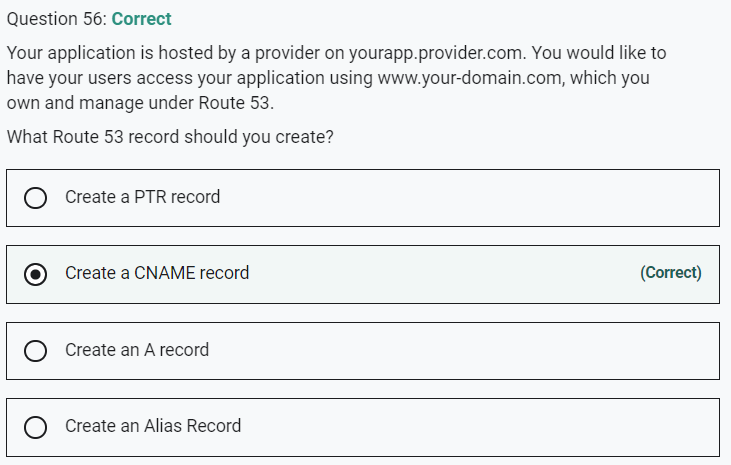 Question 56: Correct
Your application is hosted by a provider on yourapp.provider.com. You would like to
have your users access your application using www.your-domain.com, which you
own and manage under Route 53.
What Route 53 record should you create?
Create a PTR record
Create a CNAME record (Correct)
Create an A record
Create an Alias Record